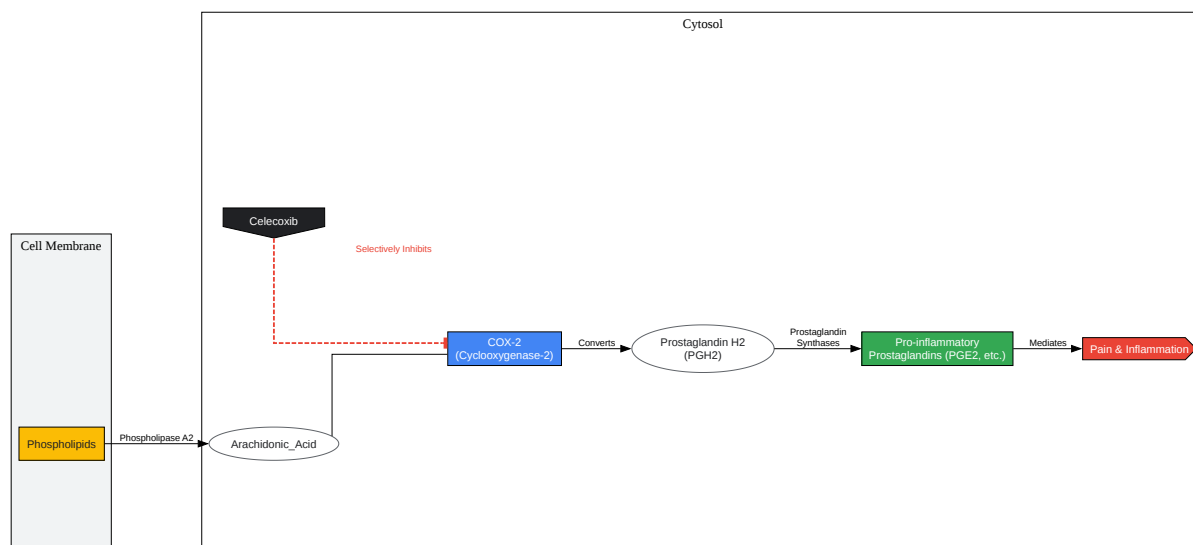 Cytosol
Celecoxib
Selectively Inhibits
Cell Membrane
COX-2
(Cyclooxygenase-2)
Converts
Prostaglandin H2
(PGH2)
Prostaglandin
Synthases
Pro-inflammatory
Prostaglandins (PGE2, etc.)
Mediates
Pain & Inflammation
Phospholipids
Phospholipase A2
Arachidonic_Acid